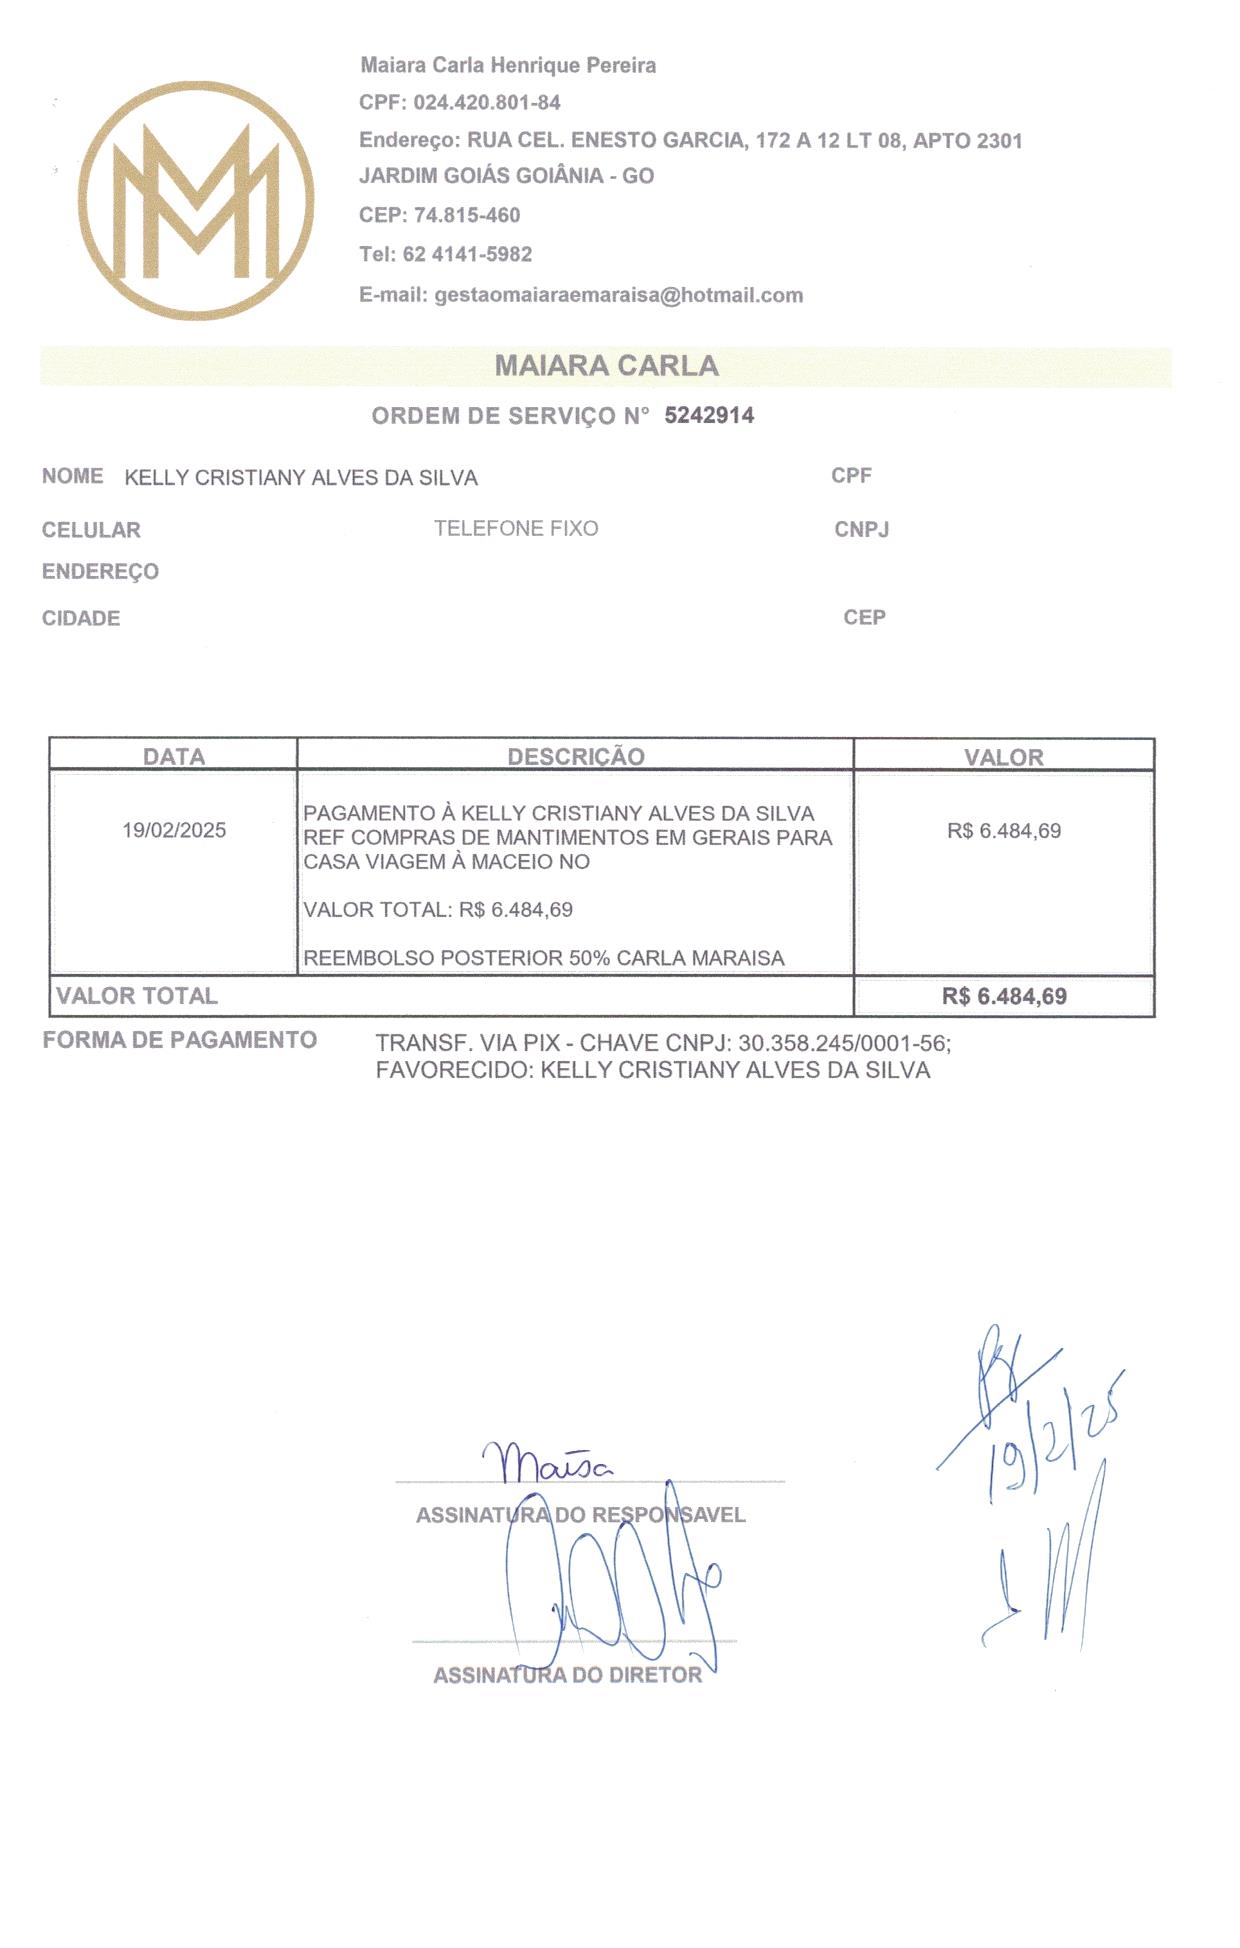 Maiara Carla Henrique Pereira
CPF: 024.420.801-84
Endereço: RUA CEL. ENESTO GARCIA, 172 A 12 LT 08, APTO 2301
JARDIM GOIÁS GOIÂNIA - GO
CEP: 74.815-460
Tel: 62 4141-5982
E-mail: gestaomaiaraemaraisa@hotmail.com
MAIARA CARLA
ORDEM DE SERVIÇO N° 5242914
NOME KELLY CRISTIANY ALVES DA SILVA CPF
CELULAR TELEFONE FIXO CNPJ
ENDEREÇO
CIDADE CEP
DATA DESCRIÇÃO VALOR
PAGAMENTO À KELLY CRISTIANY ALVES DA SILVA
19/02/2025 REF COMPRAS DE MANTIMENTOS EM GERAIS PARA R$ 6.484,69
CASA VIAGEM À MACEIO NO
VALOR TOTAL: R$ 6.484,69
REEMBOLSO POSTERIOR 50% CARLA MARAISA
VALOR TOTAL R$ 6.484,69
FORMA DE PAGAMENTO TRANSF. VIA PIX - CHAVE CNPJ: 30.358.245/0001-56;
FAVORECIDO: KELLY CRISTIANY ALVES DA SILVA
19/2/25
Maísa
ASSINATURA DO RESPONSAVEL
ASSINATURA DO DIRETOR